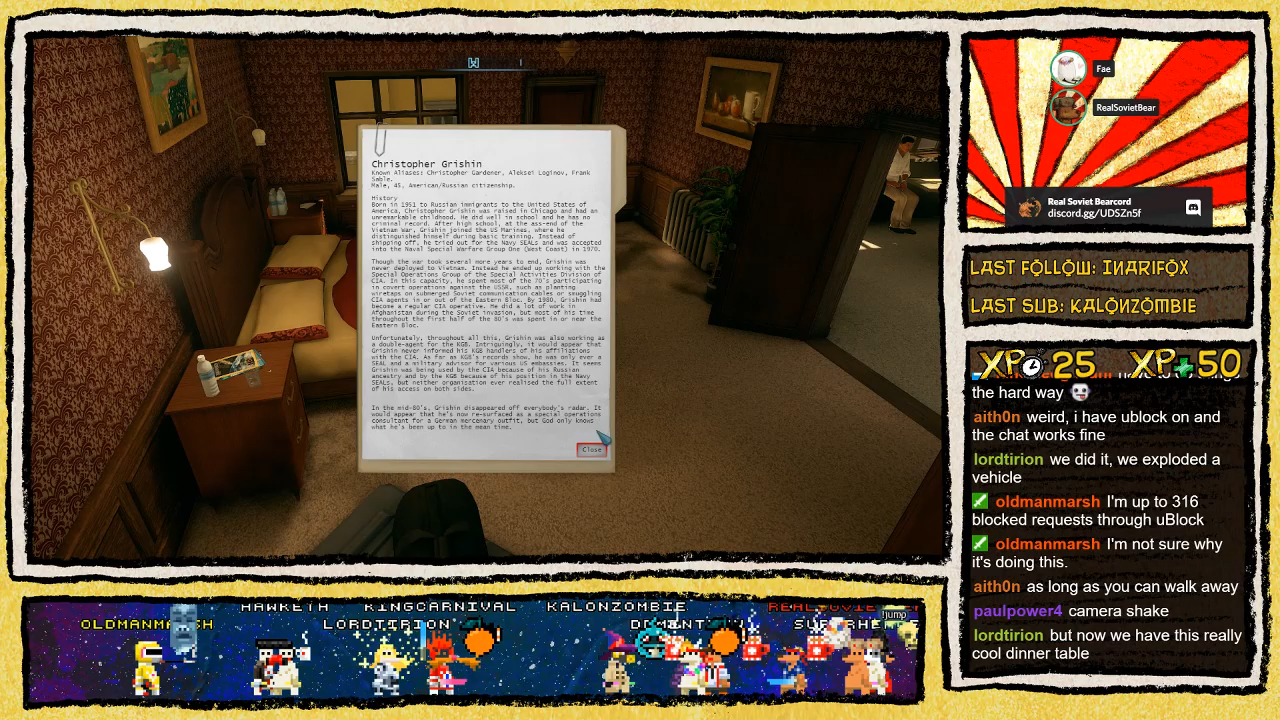 W
Christopher Grishin
Known Aliases: Christopher Gardener, Aleksei Loginov, Frank
Sable.
Male, 45, American/Russian citizenship.
History
Born in 1951 to Russian immigrants to the United States of
America, Christopher Grishin was raised in Chicago and had an
unremarkable childhood. He did well in school and he has no
criminal record. After high school, at the ass-end of the
Vietnam War, Grishin joined the US Marines, where he
distinguished himself during basic training. Instead of
shipping off, he tried out for the Navy SEALs and was accepted
into the Naval Special Warfare Group One (West Coast) in 1970.
Though the war took several more years to end, Grishin was
never deployed to Vietnam. Instead he ended up working with the
Special Operations Group of the Special Activities Division of
CIA. In this capacity, he spent most of the 70's participating
in covert operations against the USSR, such as planting
wiretaps on submerged Soviet communication cables or smuggling
CIA agents in or out of the Eastern Bloc. By 1980, Grishin had
become a regular CIA operative. He did a lot of work in
Afghanistan during the Soviet invasion, but most of his time
throughout the first half of the 80's was spent in or near the
Eastern Bloc.
Unfortunately, throughout all this, Grishin was also working as
a double-agent for the KGB. Intriguingly, it would appear that
Grishin never informed his KGB handlers of his affiliations
with the CIA. As far as KGB's records show, he was only ever a
SEAL and a military advisor for various US embassies. It seems
Grishin was being used by the CIA because of his Russian
ancestry and by the KGB because of his position in the Navy
SEALs, but neither organisation ever realised the full extent
of his access on both sides.
In the mid-80's, Grishin disappeared off everybody's radar. It
would appear that he's now re-surfaced as a special operations
consultant for a German mercenary outfit, but God only knows
what he's been up to in the mean time.
Close
Fae
RealSovietBear
Real Soviet Bearcord
discord.gg/UDSZn5f
LAST FOLLOW: INARIFOX
LAST SUB: KALONZOMBIE
XP 25 XP 50
the hard way
aith0n weird, i have ublock on and
the chat works fine
lordtirion we did it, we exploded a
vehicle
oldmanmarsh I'm up to 316
blocked requests through uBlock
oldmanmarsh I'm not sure why
it's doing this.
aith0n as long as you can walk away
paulpower4 camera shake
lordtirion but now we have this really
cool dinner table
HAWKETH KINGCARNIVAL KALONZOMBIE
!jump
LORDTIRION